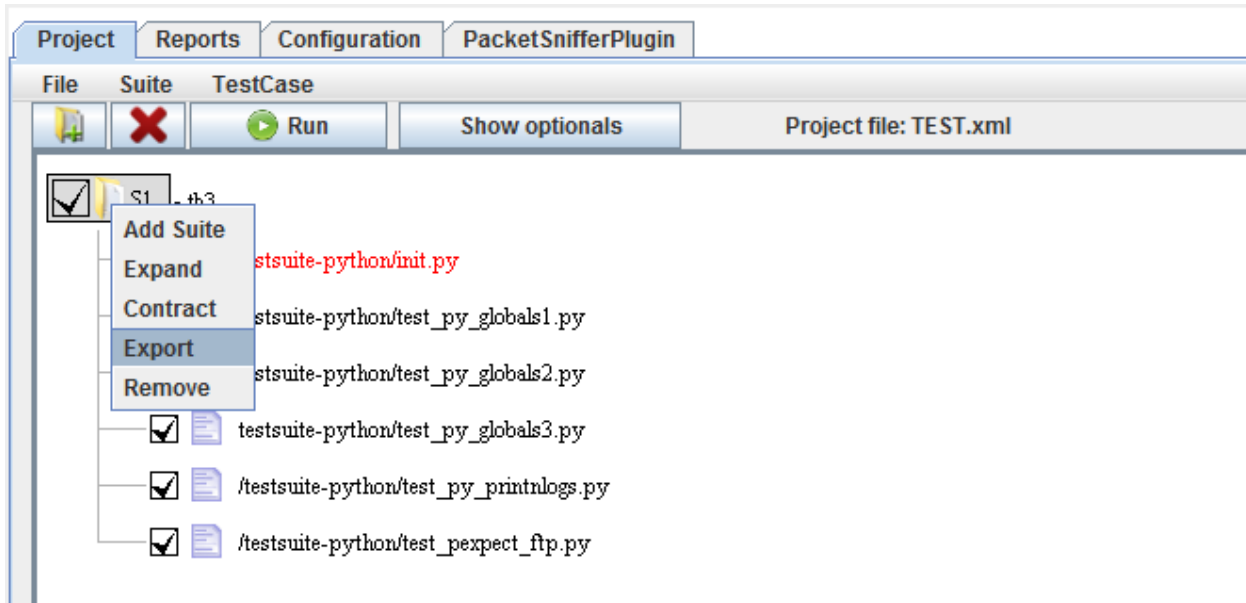 Project Reports Configuration PacketSnifferPlugin
File Suite TestCase
Run Show optionals Project file: TEST.xml
S1 - tb3
Add Suite
Expand
Contract
Export
Remove
stsuite-python/init.py
stsuite-python/test_py_globals1.py
stsuite-python/test_py_globals2.py
testsuite-python/test_py_globals3.py
/testsuite-python/test_py_printnlogs.py
/testsuite-python/test_pexpect_ftp.py